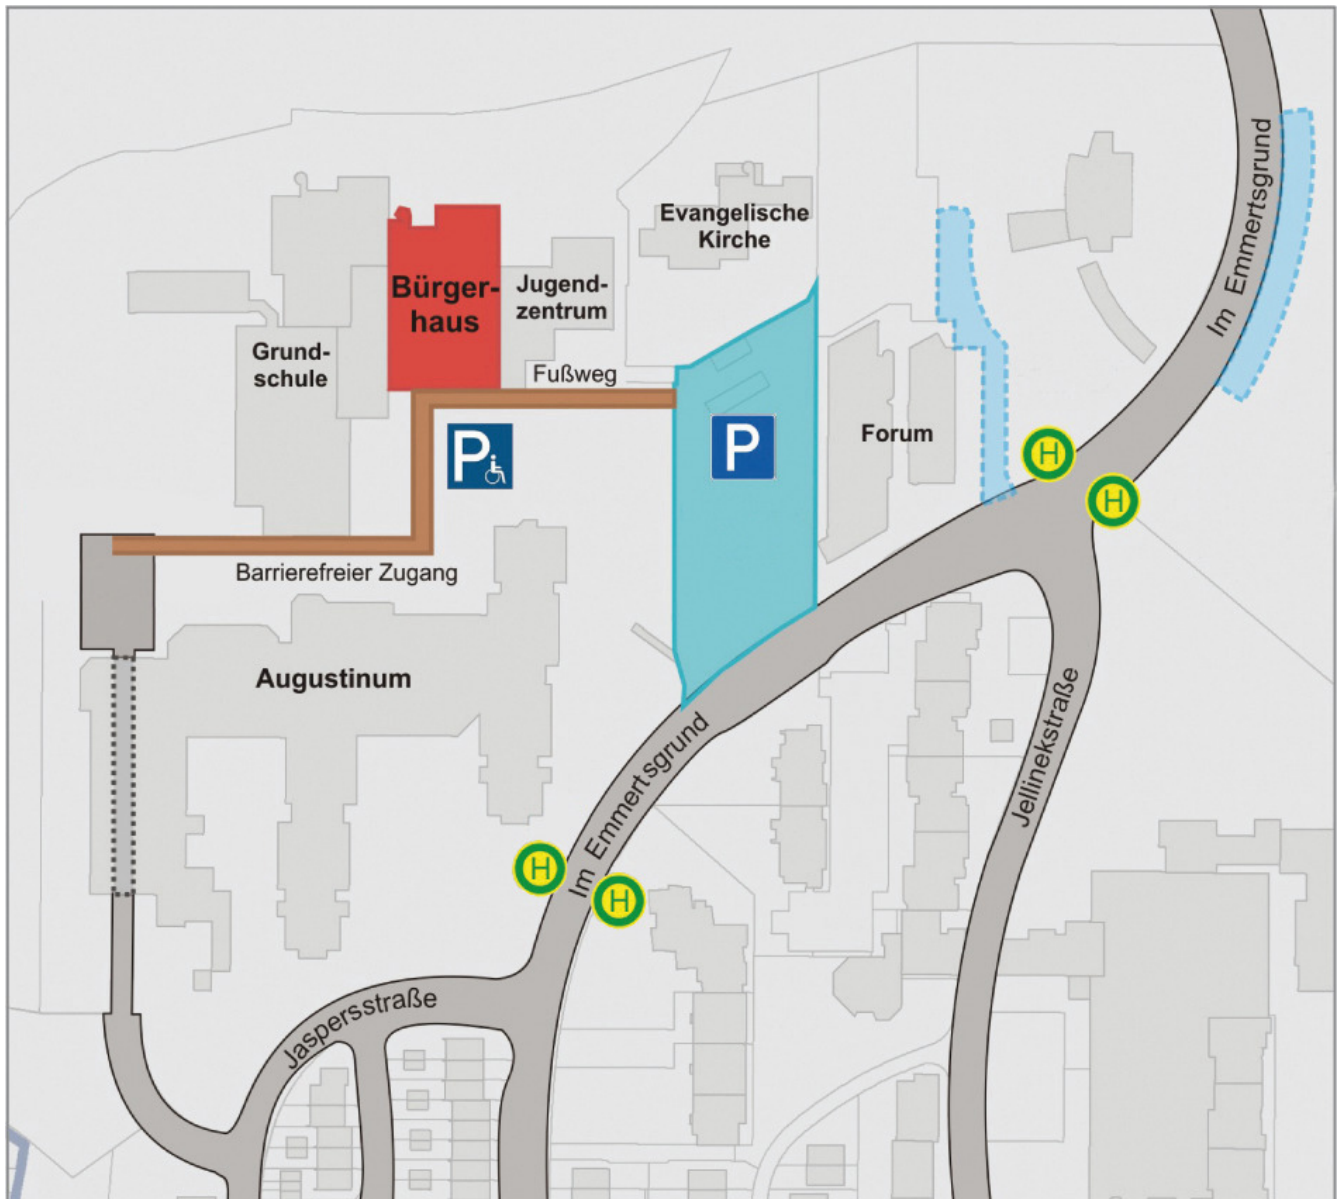 Im Emmertsgrund
Evangelische
Kirche
Bürger-
haus
Jugend-
zentrum
Grund-
schule
Fußweg
P
P
Forum
H
H
Barrierefreier Zugang
Augustinum
Im Emmertsgrund
Jellinekstraße
H
H
Jaspersstraße